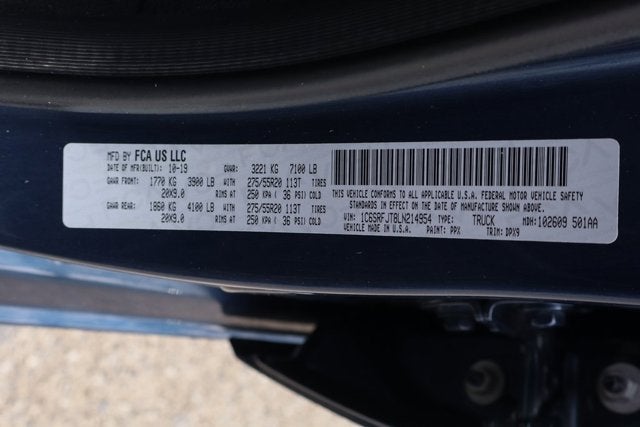 MFD BY FCA US LLC
DATE OF MFR(BUILT): 10-19 GVWR: 3221 KG 7100 LB
GAWR FRONT: 1770 KG 3900 LB WITH 275/55R20 113T TIRES
20X9.0 RIMS AT 250 KPA ( 36 PSI) COLD
GAWR REAR: 1860 KG 4100 LB WITH 275/55R20 113T TIRES
20X9.0 RIMS AT 250 KPA ( 36 PSI) COLD
THIS VEHICLE CONFORMS TO ALL APPLICABLE U.S.A. FEDERAL MOTOR VEHICLE SAFETY
STANDARDS IN EFFECT ON THE DATE OF MANUFACTURE SHOWN ABOVE.
VIN: 1C6SRFJT8LN214954 TYPE: TRUCK MDH: 102609 501AA
VEHICLE MADE IN U.S.A. PAINT: PPX TRIM: DPX9